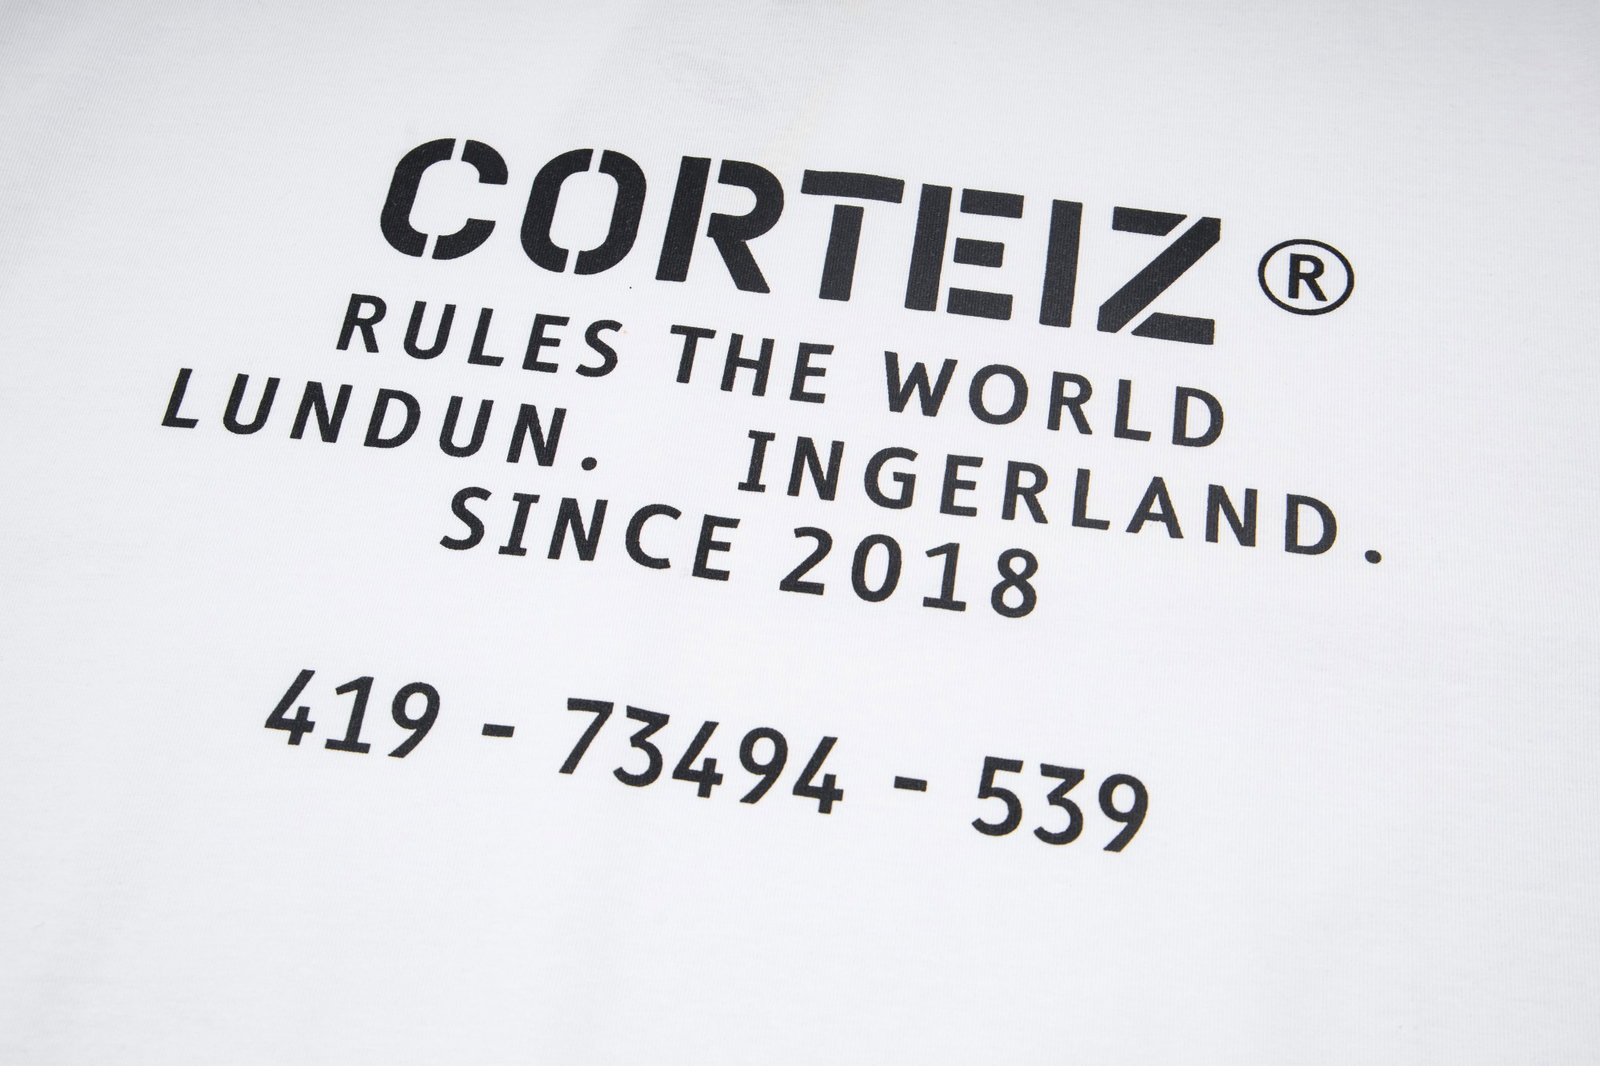 CORTEIZ ®
RULES THE WORLD
LUNDUN. INGERLAND.
SINCE 2018
419 - 73494 - 539